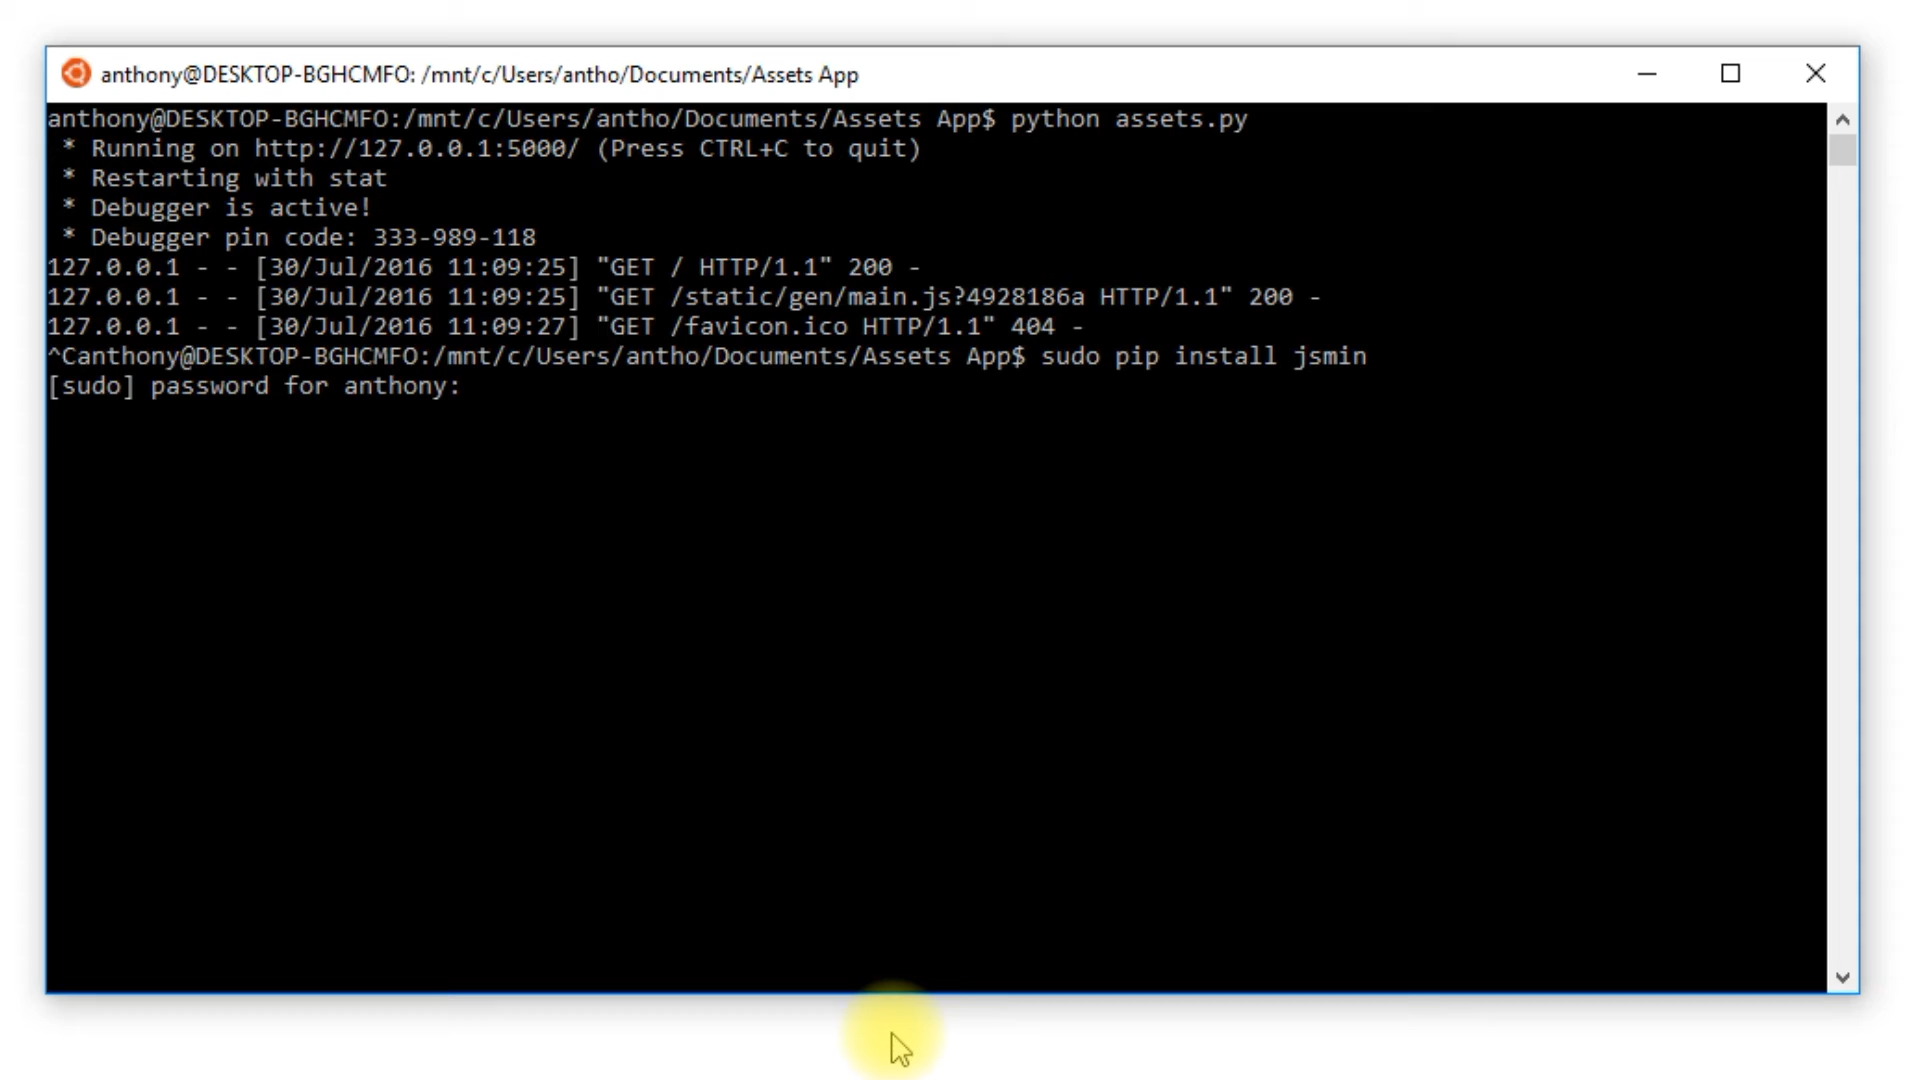 anthony@DESKTOP-BGHCMFO: /mnt/c/Users/antho/Documents/Assets App
anthony@DESKTOP-BGHCMFO:/mnt/c/Users/antho/Documents/Assets App$ python assets.py
 * Running on http://127.0.0.1:5000/ (Press CTRL+C to quit)
 * Restarting with stat
 * Debugger is active!
 * Debugger pin code: 333-989-118
127.0.0.1 - - [30/Jul/2016 11:09:25] "GET / HTTP/1.1" 200 -
127.0.0.1 - - [30/Jul/2016 11:09:25] "GET /static/gen/main.js?4928186a HTTP/1.1" 200 -
127.0.0.1 - - [30/Jul/2016 11:09:27] "GET /favicon.ico HTTP/1.1" 404 -
^Canthony@DESKTOP-BGHCMFO:/mnt/c/Users/antho/Documents/Assets App$ sudo pip install jsmin
[sudo] password for anthony: